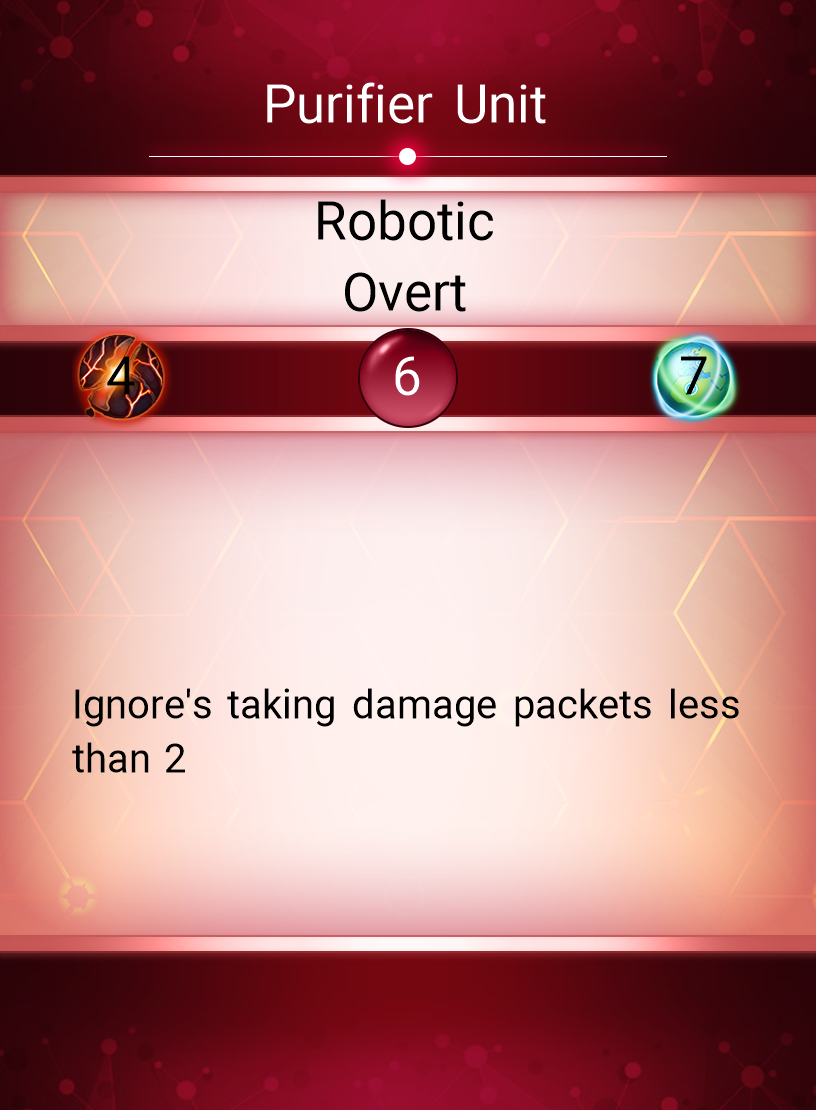 Purifier Unit
Robotic
Overt
4 6 7
Ignore's taking damage packets less
than 2